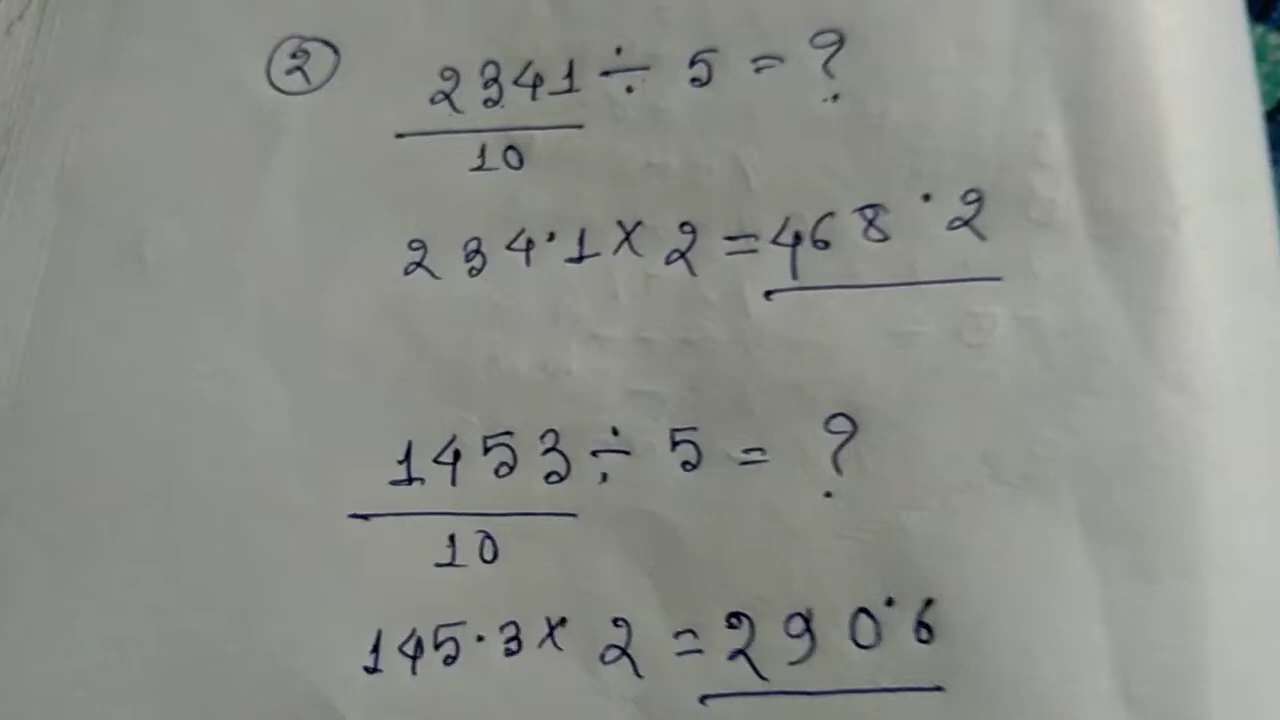 ② 2341 ÷ 5 = ?
10
234.1 x 2 = 468.2
1453 ÷ 5 = ?
10
145.3 x 2 = 290.6